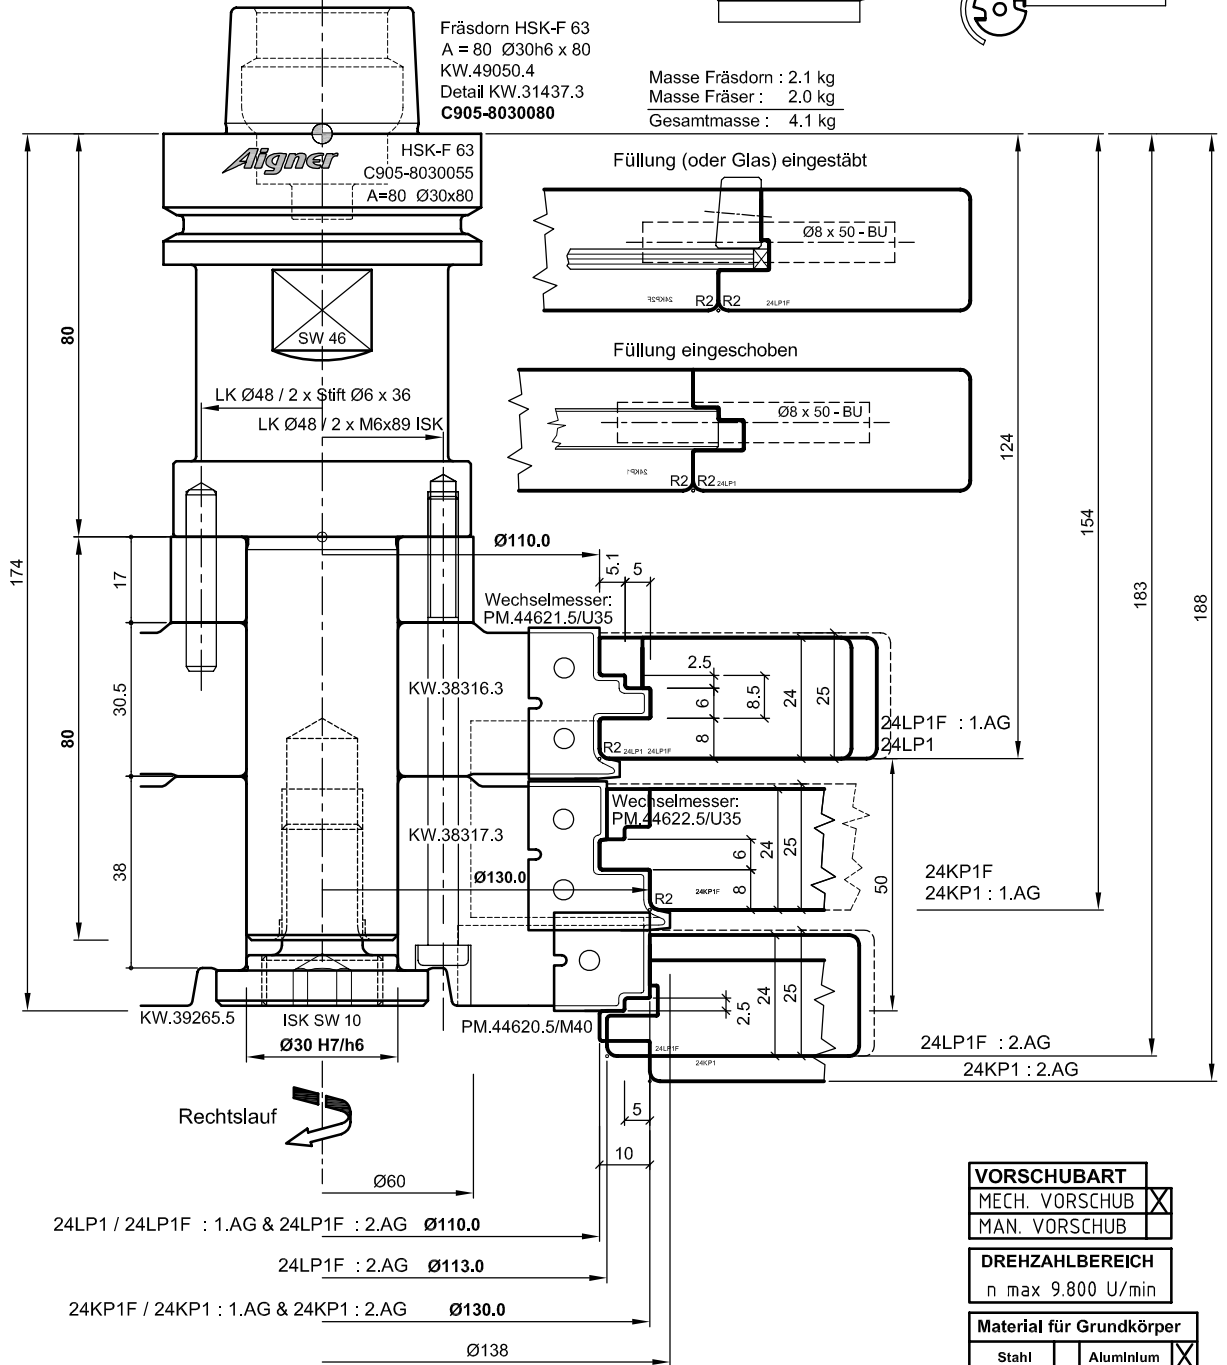 Fräsdorn HSK-F 63
A = 80 Ø30h6 x 80
KW.49050.4
Detail KW.31437.3
C905-8030080
Masse Fräsdorn : 2.1 kg
Masse Fräser : 2.0 kg
Gesamtmasse : 4.1 kg
Aigner
HSK-F 63
C905-8030055
A=80 Ø30x80
Füllung (oder Glas) eingestäbt
Ø8 x 50 - BU
24KP2F
R2 R2
24LP1F
SW 46
Füllung eingeschoben
Ø8 x 50 - BU
24KP1
R2 R2
24LP1
80
LK Ø48 / 2 x Stift Ø6 x 36
LK Ø48 / 2 x M6x89 ISK
124
154
174
183
188
Ø110.0
5.1
5
17
Wechselmesser:
PM.44621.5/U35
30.5
KW.38316.3
2.5
6
8.5
24
25
8
R2
24LP1 24LP1F
24LP1F : 1.AG
24LP1
80
Wechselmesser:
PM.44622.5/U35
KW.38317.3
38
6
24
25
8
Ø130.0
24KP1F
R2
24KP1F
24KP1 : 1.AG
50
24
25
2.5
KW.39265.5
ISK SW 10
PM.44620.5/M40
Ø30 H7/h6
24LP1F
24KP1
24LP1F : 2.AG
24KP1 : 2.AG
Rechtslauf
5
10
Ø60
24LP1 / 24LP1F : 1.AG & 24LP1F : 2.AG Ø110.0
24LP1F : 2.AG Ø113.0
24KP1F / 24KP1 : 1.AG & 24KP1 : 2.AG Ø130.0
Ø138
VORSCHUBART
MECH. VORSCHUB X
MAN. VORSCHUB
DREHZAHLBEREICH
n max 9.800 U/min
Material für Grundkörper
Stahl Aluminium X